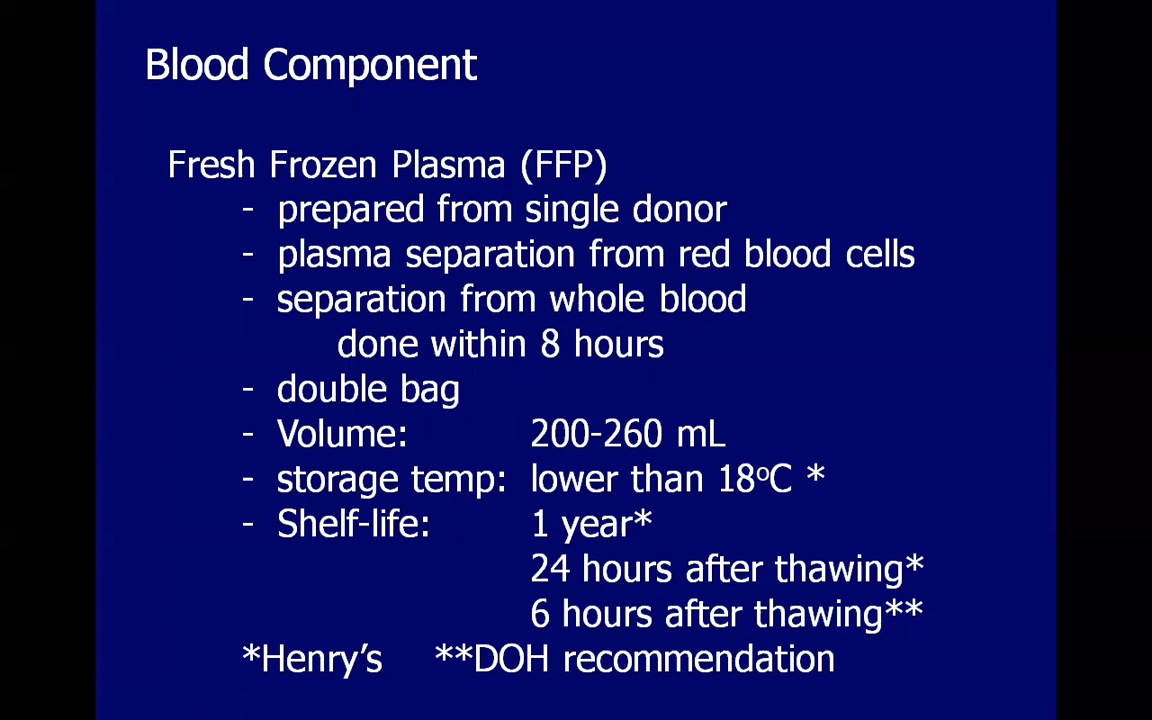 Blood Component
Fresh Frozen Plasma (FFP)
- prepared from single donor
- plasma separation from red blood cells
- separation from whole blood
done within 8 hours
- double bag
- Volume: 200-260 mL
- storage temp: lower than 18ºC *
- Shelf-life: 1 year*
24 hours after thawing*
6 hours after thawing**
*Henry’s **DOH recommendation